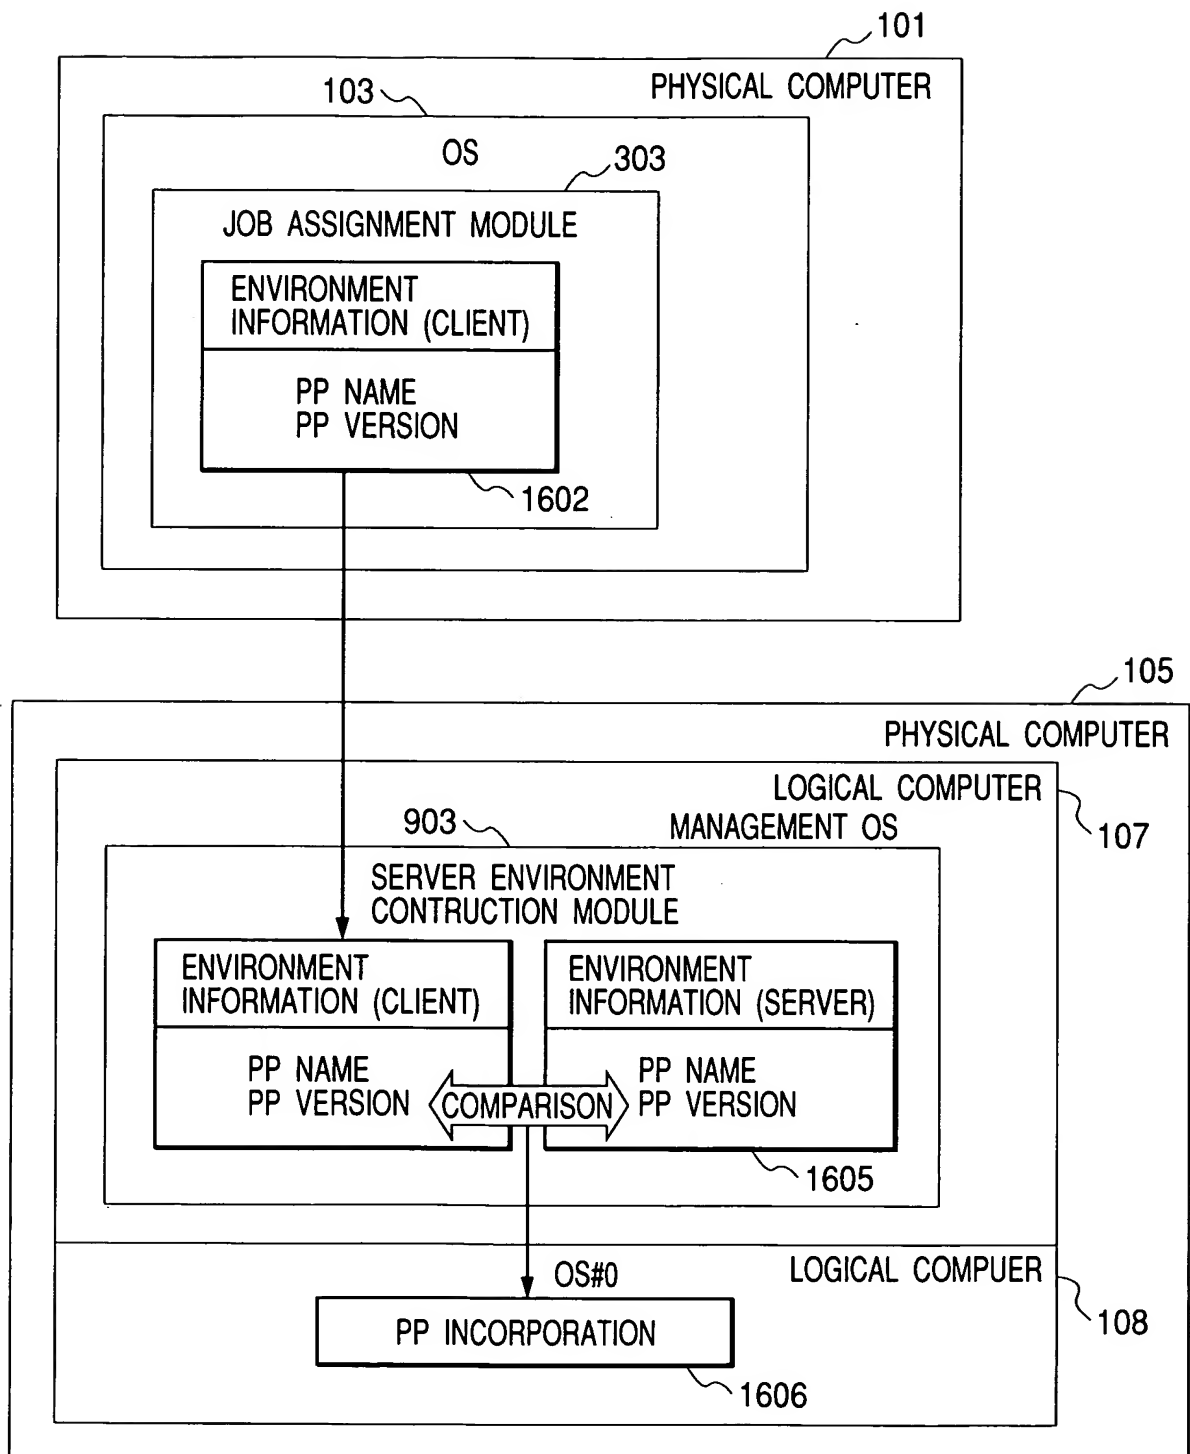 101
PHYSICAL COMPUTER
103
OS
303
JOB ASSIGNMENT MODULE
ENVIRONMENT
INFORMATION (CLIENT)
PP NAME
PP VERSION
1602
105
PHYSICAL COMPUTER
LOGICAL COMPUTER
107
903
MANAGEMENT OS
SERVER ENVIRONMENT
CONTRUCTION MODULE
ENVIRONMENT
INFORMATION (CLIENT)
PP NAME
PP VERSION
COMPARISON
ENVIRONMENT
INFORMATION (SERVER)
PP NAME
PP VERSION
1605
LOGICAL COMPUER
108
OS#0
PP INCORPORATION
1606